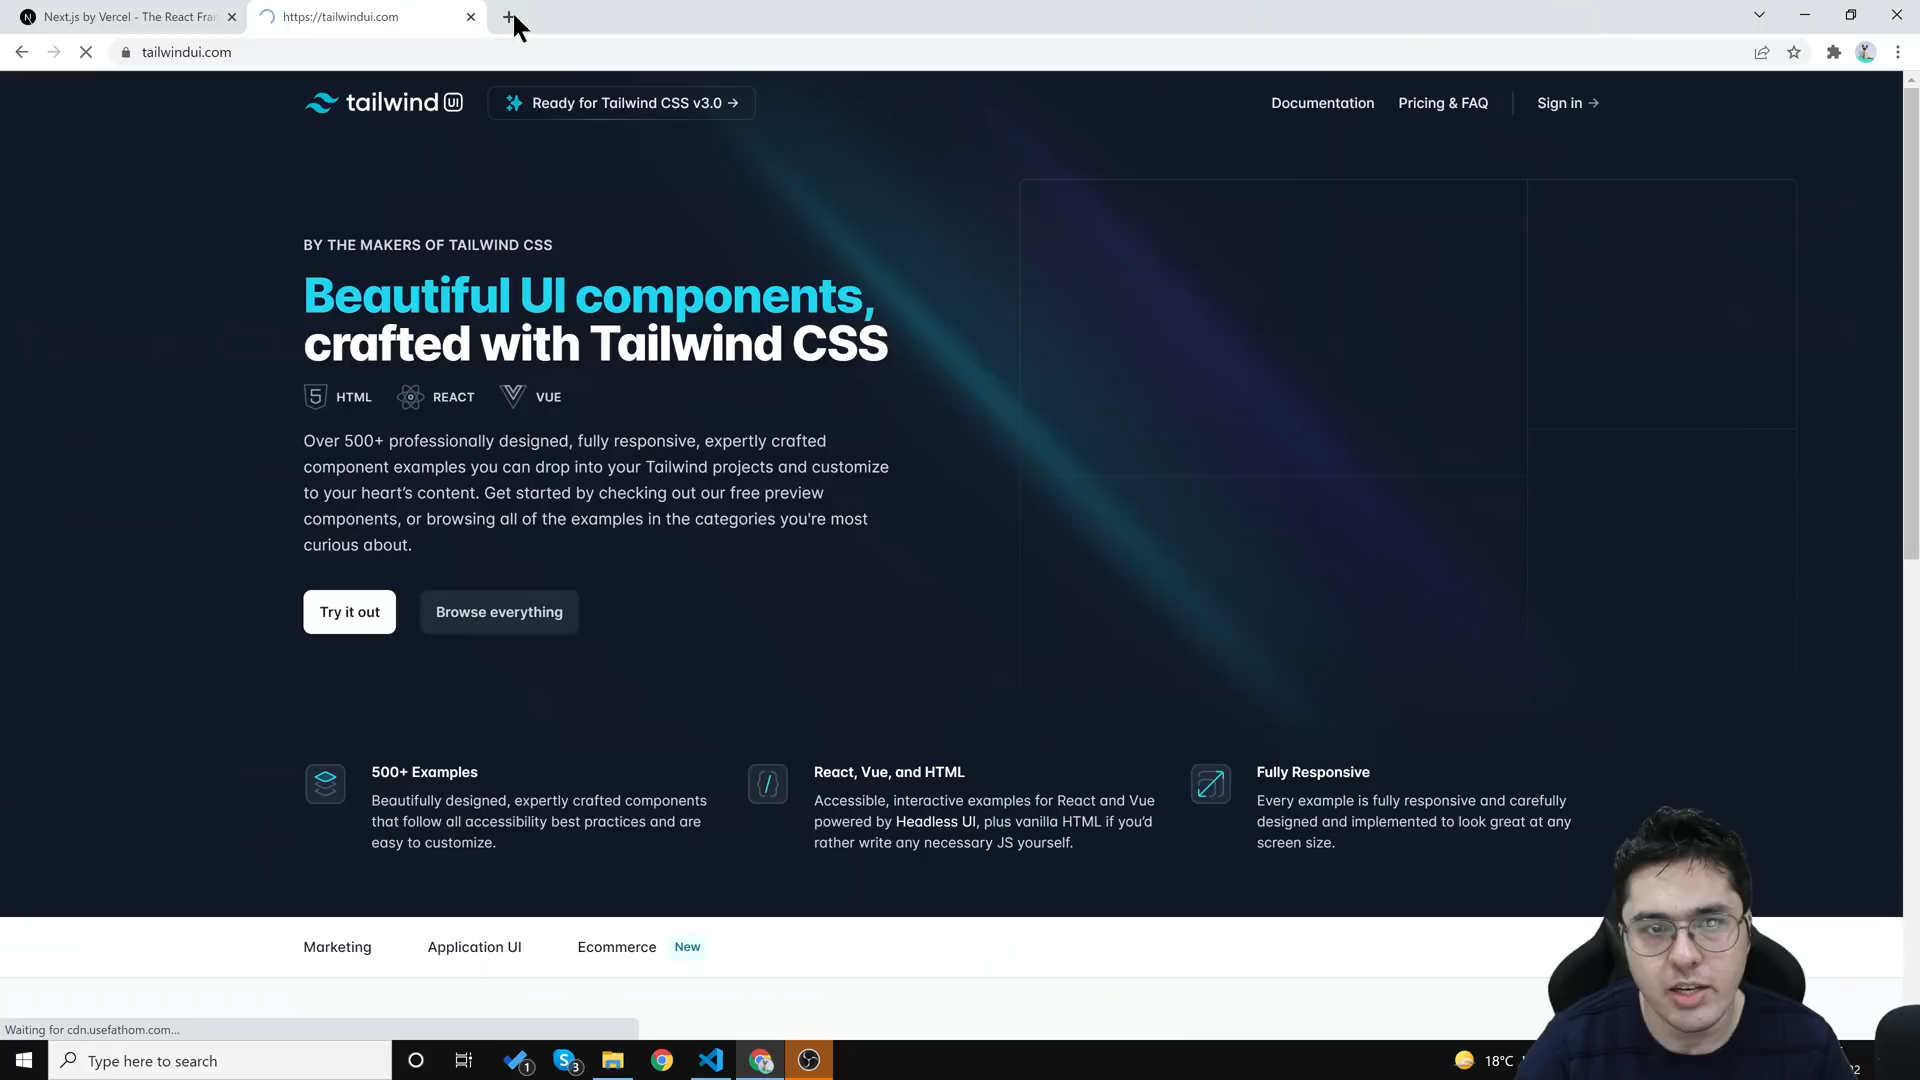 Next.js by Vercel - The React Fra
https://tailwindui.com
tailwindui.com
tailwind UI
Ready for Tailwind CSS v3.0 →
Documentation
Pricing & FAQ
Sign in →
BY THE MAKERS OF TAILWIND CSS
Beautiful UI components,
crafted with Tailwind CSS
HTML
REACT
VUE
Over 500+ professionally designed, fully responsive, expertly crafted
component examples you can drop into your Tailwind projects and customize
to your heart’s content. Get started by checking out our free preview
components, or browsing all of the examples in the categories you're most
curious about.
Try it out
Browse everything
500+ Examples
Beautifully designed, expertly crafted components
that follow all accessibility best practices and are
easy to customize.
React, Vue, and HTML
Accessible, interactive examples for React and Vue
powered by Headless UI, plus vanilla HTML if you’d
rather write any necessary JS yourself.
Fully Responsive
Every example is fully responsive and carefully
designed and implemented to look great at any
screen size.
Marketing
Application UI
Ecommerce
New
Waiting for cdn.usefathom.com...
Type here to search
1
3
18°C